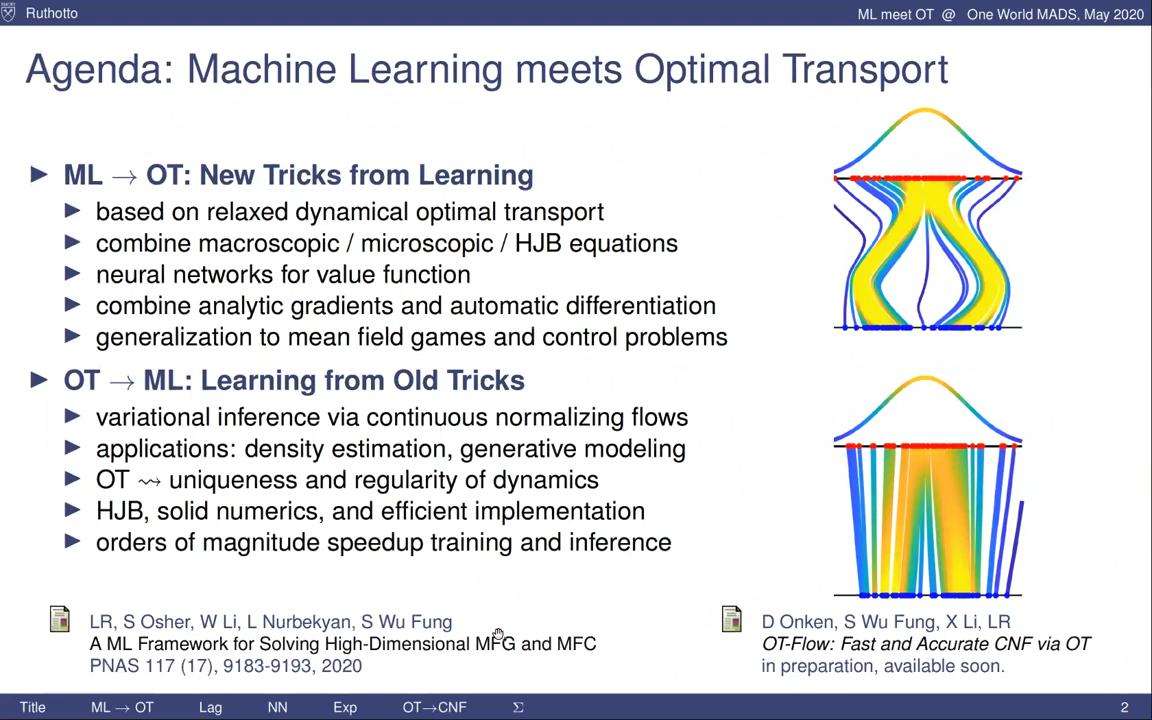 Ruthotto
ML meet OT @ One World MADS, May 2020
Agenda: Machine Learning meets Optimal Transport
ML → OT: New Tricks from Learning
based on relaxed dynamical optimal transport
combine macroscopic / microscopic / HJB equations
neural networks for value function
combine analytic gradients and automatic differentiation
generalization to mean field games and control problems
OT → ML: Learning from Old Tricks
variational inference via continuous normalizing flows
applications: density estimation, generative modeling
OT ⇝ uniqueness and regularity of dynamics
HJB, solid numerics, and efficient implementation
orders of magnitude speedup training and inference
LR, S Osher, W Li, L Nurbekyan, S Wu Fung
A ML Framework for Solving High-Dimensional MFG and MFC
PNAS 117 (17), 9183-9193, 2020
D Onken, S Wu Fung, X Li, LR
OT-Flow: Fast and Accurate CNF via OT
in preparation, available soon.
Title ML → OT Lag NN Exp OT→CNF Σ 2